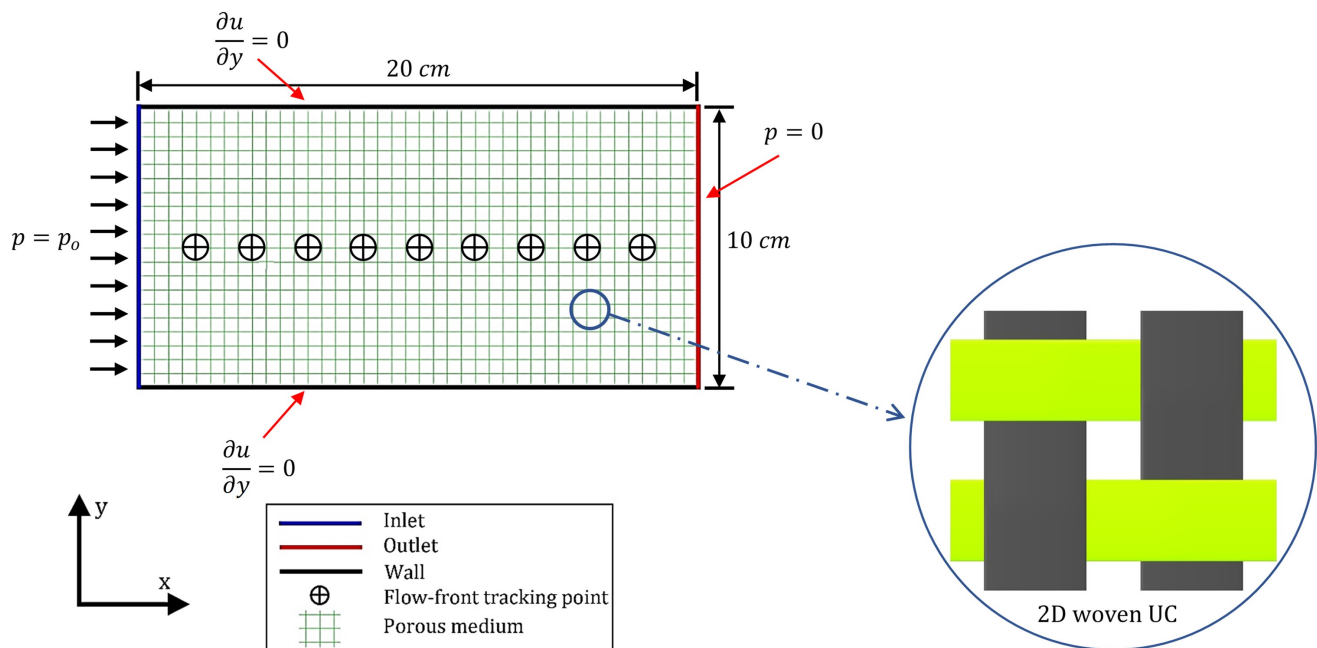 ∂u/∂y = 0
20 cm
p = 0
p = pₒ
10 cm
∂u/∂y = 0
y
x
Inlet
Outlet
Wall
Flow-front tracking point
Porous medium
2D woven UC